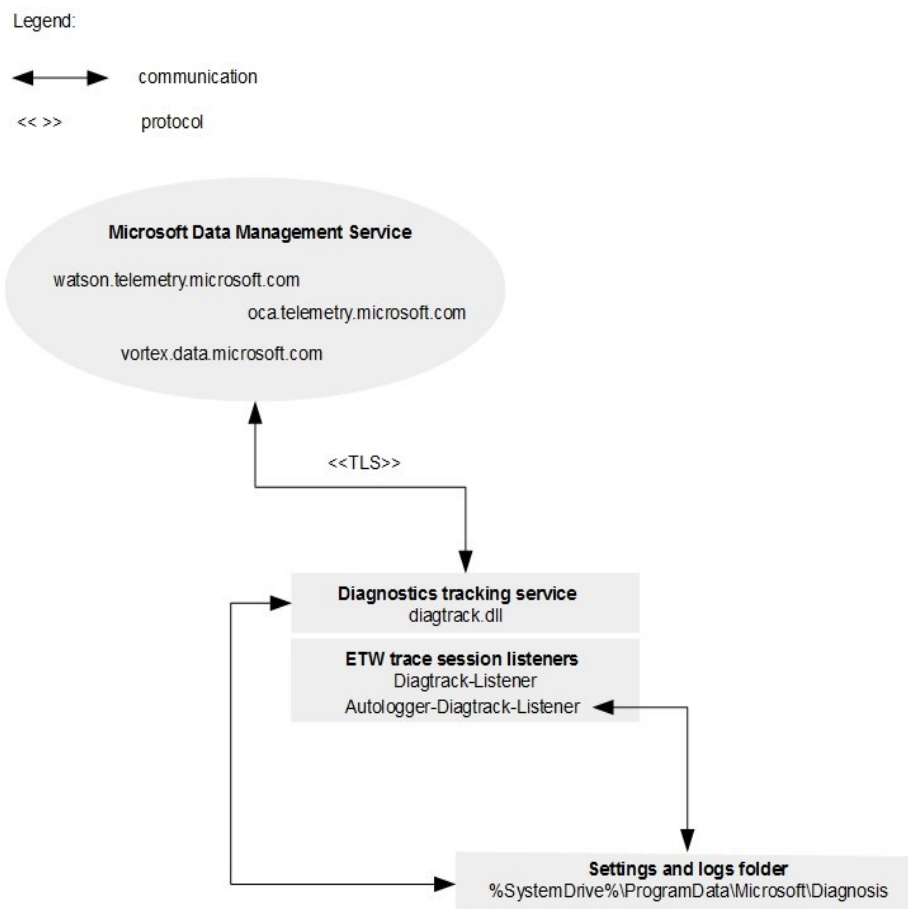 Legend:
communication
<< >> protocol
Microsoft Data Management Service
watson.telemetry.microsoft.com
oca.telemetry.microsoft.com
vortex.data.microsoft.com
<<TLS>>
Diagnostics tracking service
diagtrack.dll
ETW trace session listeners
Diagtrack-Listener
Autologger-Diagtrack-Listener
Settings and logs folder
%SystemDrive%\ProgramData\Microsoft\Diagnosis